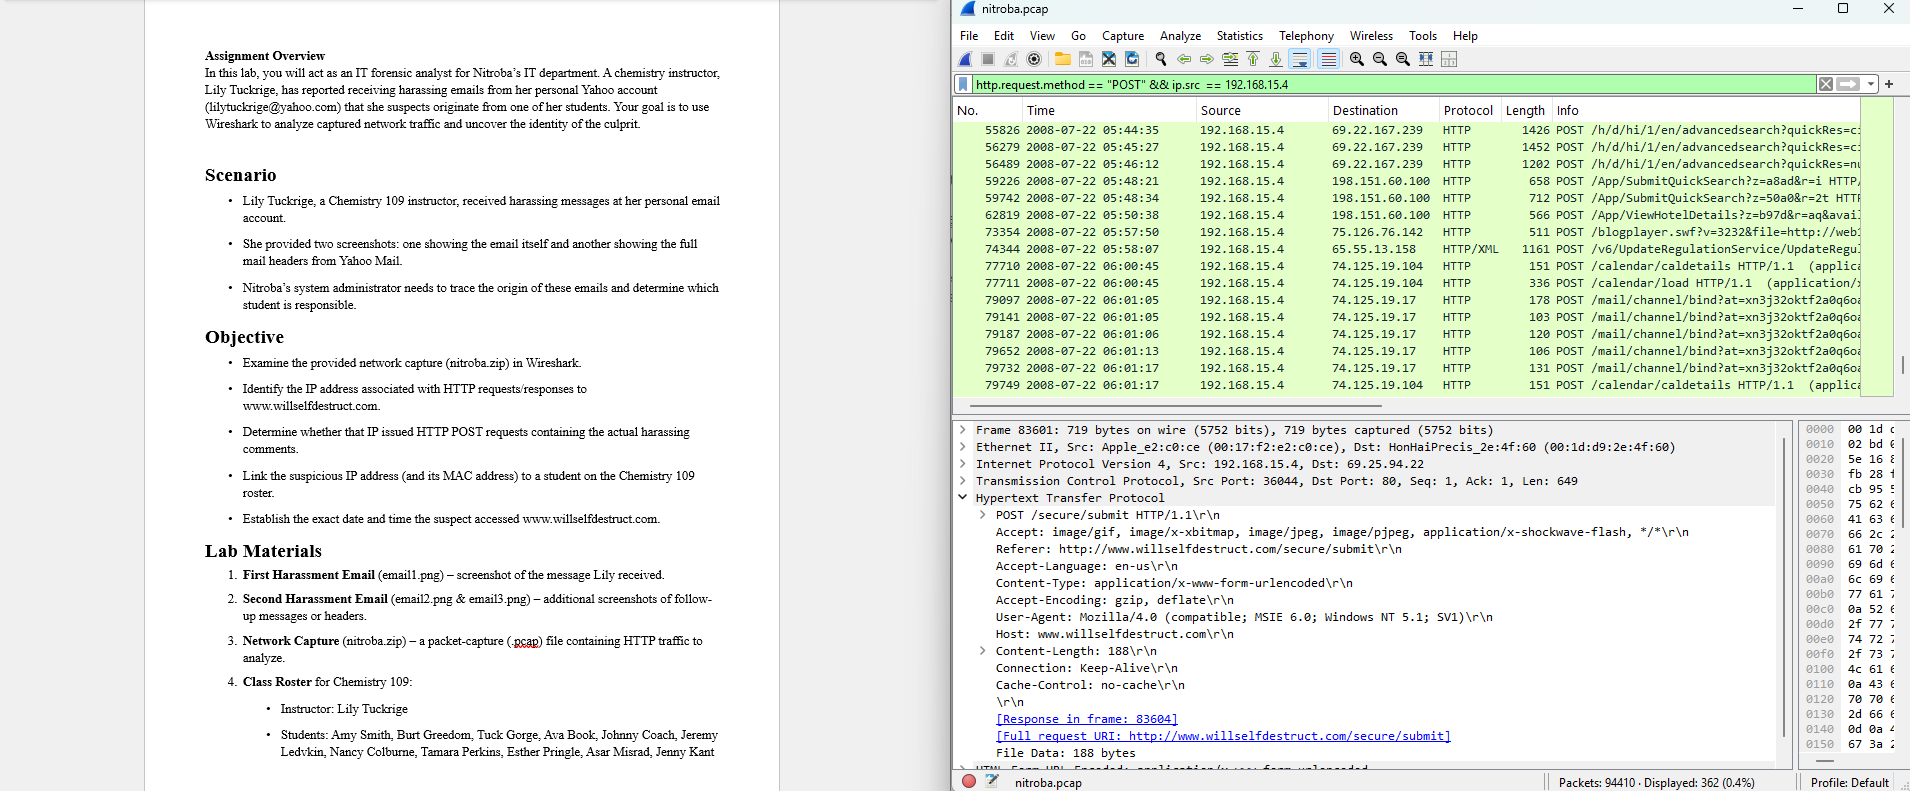 Assignment Overview
In this lab, you will act as an IT forensic analyst for Nitroba's IT department. A chemistry instructor,
Lily Tuckrige, has reported receiving harassing emails from her personal Yahoo account
(lilytuckrige@yahoo.com) that she suspects originate from one of her students. Your goal is to use
Wireshark to analyze captured network traffic and uncover the identity of the culprit.
Scenario
• Lily Tuckrige, a Chemistry 109 instructor, received harassing messages at her personal email
account.
• She provided two screenshots: one showing the email itself and another showing the full
mail headers from Yahoo Mail.
• Nitroba's system administrator needs to trace the origin of these emails and determine which
student is responsible.
Objective
• Examine the provided network capture (nitroba.zip) in Wireshark.
• Identify the IP address associated with HTTP requests/responses to
www.willselfdestruct.com.
• Determine whether that IP issued HTTP POST requests containing the actual harassing
comments.
• Link the suspicious IP address (and its MAC address) to a student on the Chemistry 109
roster.
• Establish the exact date and time the suspect accessed www.willselfdestruct.com.
Lab Materials
1. First Harassment Email (email1.png) – screenshot of the message Lily received.
2. Second Harassment Email (email2.png & email3.png) – additional screenshots of follow-
up messages or headers.
3. Network Capture (nitroba.zip) – a packet-capture (.pcap) file containing HTTP traffic to
analyze.
4. Class Roster for Chemistry 109:
• Instructor: Lily Tuckrige
• Students: Amy Smith, Burt Greedom, Tuck Gorge, Ava Book, Johnny Coach, Jeremy
Ledvkin, Nancy Colburne, Tamara Perkins, Esther Pringle, Asar Misrad, Jenny Kant
nitroba.pcap
File Edit View Go Capture Analyze Statistics Telephony Wireless Tools Help
http.request.method == "POST" && ip.src == 192.168.15.4
No. Time Source Destination Protocol Length Info
55826 2008-07-22 05:44:35 192.168.15.4 69.22.167.239 HTTP 1426 POST /h/d/hi/1/en/advancedsearch?quickRes=ci
56279 2008-07-22 05:45:27 192.168.15.4 69.22.167.239 HTTP 1452 POST /h/d/hi/1/en/advancedsearch?quickRes=ci
56489 2008-07-22 05:46:12 192.168.15.4 69.22.167.239 HTTP 1202 POST /h/d/hi/1/en/advancedsearch?quickRes=nu
59226 2008-07-22 05:48:21 192.168.15.4 198.151.60.100 HTTP 658 POST /App/SubmitQuickSearch?z=a8ad&r=i HTTP/
59742 2008-07-22 05:48:34 192.168.15.4 198.151.60.100 HTTP 712 POST /App/SubmitQuickSearch?z=50a0&r=2t HTTP
62819 2008-07-22 05:50:38 192.168.15.4 198.151.60.100 HTTP 566 POST /App/ViewHotelDetails?z=b97d&r=aq&avai
73354 2008-07-22 05:57:50 192.168.15.4 75.126.76.142 HTTP 511 POST /blogplayer.swf?v=3232&file=http://web
74344 2008-07-22 05:58:07 192.168.15.4 65.55.13.158 HTTP/XML 1161 POST /v6/UpdateRegulationService/UpdateRegu
77710 2008-07-22 06:00:45 192.168.15.4 74.125.19.104 HTTP 151 POST /calendar/caldetails HTTP/1.1 (applica
77711 2008-07-22 06:00:45 192.168.15.4 74.125.19.104 HTTP 336 POST /calendar/load HTTP/1.1 (application/x
79097 2008-07-22 06:01:05 192.168.15.4 74.125.19.17 HTTP 178 POST /mail/channel/bind?at=xn3j32oktf2a0q6oa
79141 2008-07-22 06:01:05 192.168.15.4 74.125.19.17 HTTP 103 POST /mail/channel/bind?at=xn3j32oktf2a0q6oa
79187 2008-07-22 06:01:06 192.168.15.4 74.125.19.17 HTTP 120 POST /mail/channel/bind?at=xn3j32oktf2a0q6oa
79652 2008-07-22 06:01:13 192.168.15.4 74.125.19.17 HTTP 106 POST /mail/channel/bind?at=xn3j32oktf2a0q6oa
79732 2008-07-22 06:01:17 192.168.15.4 74.125.19.17 HTTP 131 POST /mail/channel/bind?at=xn3j32oktf2a0q6oa
79749 2008-07-22 06:01:17 192.168.15.4 74.125.19.104 HTTP 151 POST /calendar/caldetails HTTP/1.1 (applica
Frame 83601: 719 bytes on wire (5752 bits), 719 bytes captured (5752 bits)
Ethernet II, Src: Apple_e2:c0:ce (00:17:f2:e2:c0:ce), Dst: HonHaiPrecis_2e:4f:60 (00:1d:d9:2e:4f:60)
Internet Protocol Version 4, Src: 192.168.15.4, Dst: 69.25.94.22
Transmission Control Protocol, Src Port: 36044, Dst Port: 80, Seq: 1, Ack: 1, Len: 649
Hypertext Transfer Protocol
POST /secure/submit HTTP/1.1\r\n
Accept: image/gif, image/x-xbitmap, image/jpeg, image/pjpeg, application/x-shockwave-flash, */*\r\n
Referer: http://www.willselfdestruct.com/secure/submit\r\n
Accept-Language: en-us\r\n
Content-Type: application/x-www-form-urlencoded\r\n
Accept-Encoding: gzip, deflate\r\n
User-Agent: Mozilla/4.0 (compatible; MSIE 6.0; Windows NT 5.1; SV1)\r\n
Host: www.willselfdestruct.com\r\n
Content-Length: 188\r\n
Connection: Keep-Alive\r\n
Cache-Control: no-cache\r\n
\r\n
[Response in frame: 83604]
[Full request URI: http://www.willselfdestruct.com/secure/submit]
File Data: 188 bytes
0000 00 1d
0010 02 bd
0020 5e 16
0030 fb 28
0040 cb 95
0050 75 62
0060 41 63
0070 66 2c
0080 61 70
0090 69 6d
00a0 6c 69
00b0 77 61
00c0 0a 52
00d0 2f 77
00e0 74 72
00f0 2f 73
0100 4c 61
0110 0a 43
0120 70 70
0130 2d 66
0140 0d 0a
0150 67 3a
nitroba.pcap
Packets: 94410 · Displayed: 362 (0.4%)
Profile: Default